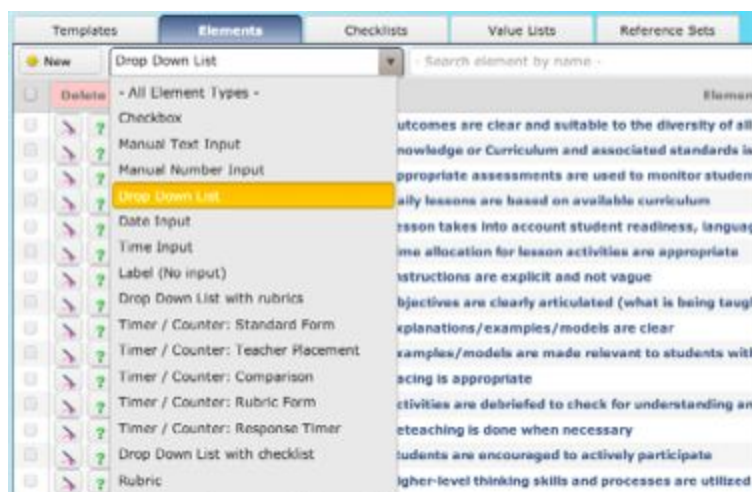 Templates Elements Checklists Value Lists Reference Sets
New Drop Down List - Search element by name -
Delete - All Element Types - Elemen
Checkbox utcomes are clear and suitable to the diversity of all
Manual Text Input nowledge or Curriculum and associated standards is
Manual Number Input ppropriate assessments are used to monitor studen
Drop Down List aily lessons are based on available curriculum
Date Input esson takes into account student readiness, languag
Time Input ime allocation for lesson activities are appropriate
Label (No input) nstructions are explicit and not vague
Drop Down List with rubrics bjectives are clearly articulated (what is being taug
Timer / Counter: Standard Form xplanations/examples/models are clear
Timer / Counter: Teacher Placement xamples/models are made relevant to students with
Timer / Counter: Comparison acing is appropriate
Timer / Counter: Rubric Form ctivities are debriefed to check for understanding an
Timer / Counter: Response Timer eteaching is done when necessary
Drop Down List with checklist tudents are encouraged to actively participate
Rubric igher-level thinking skills and processes are utilized